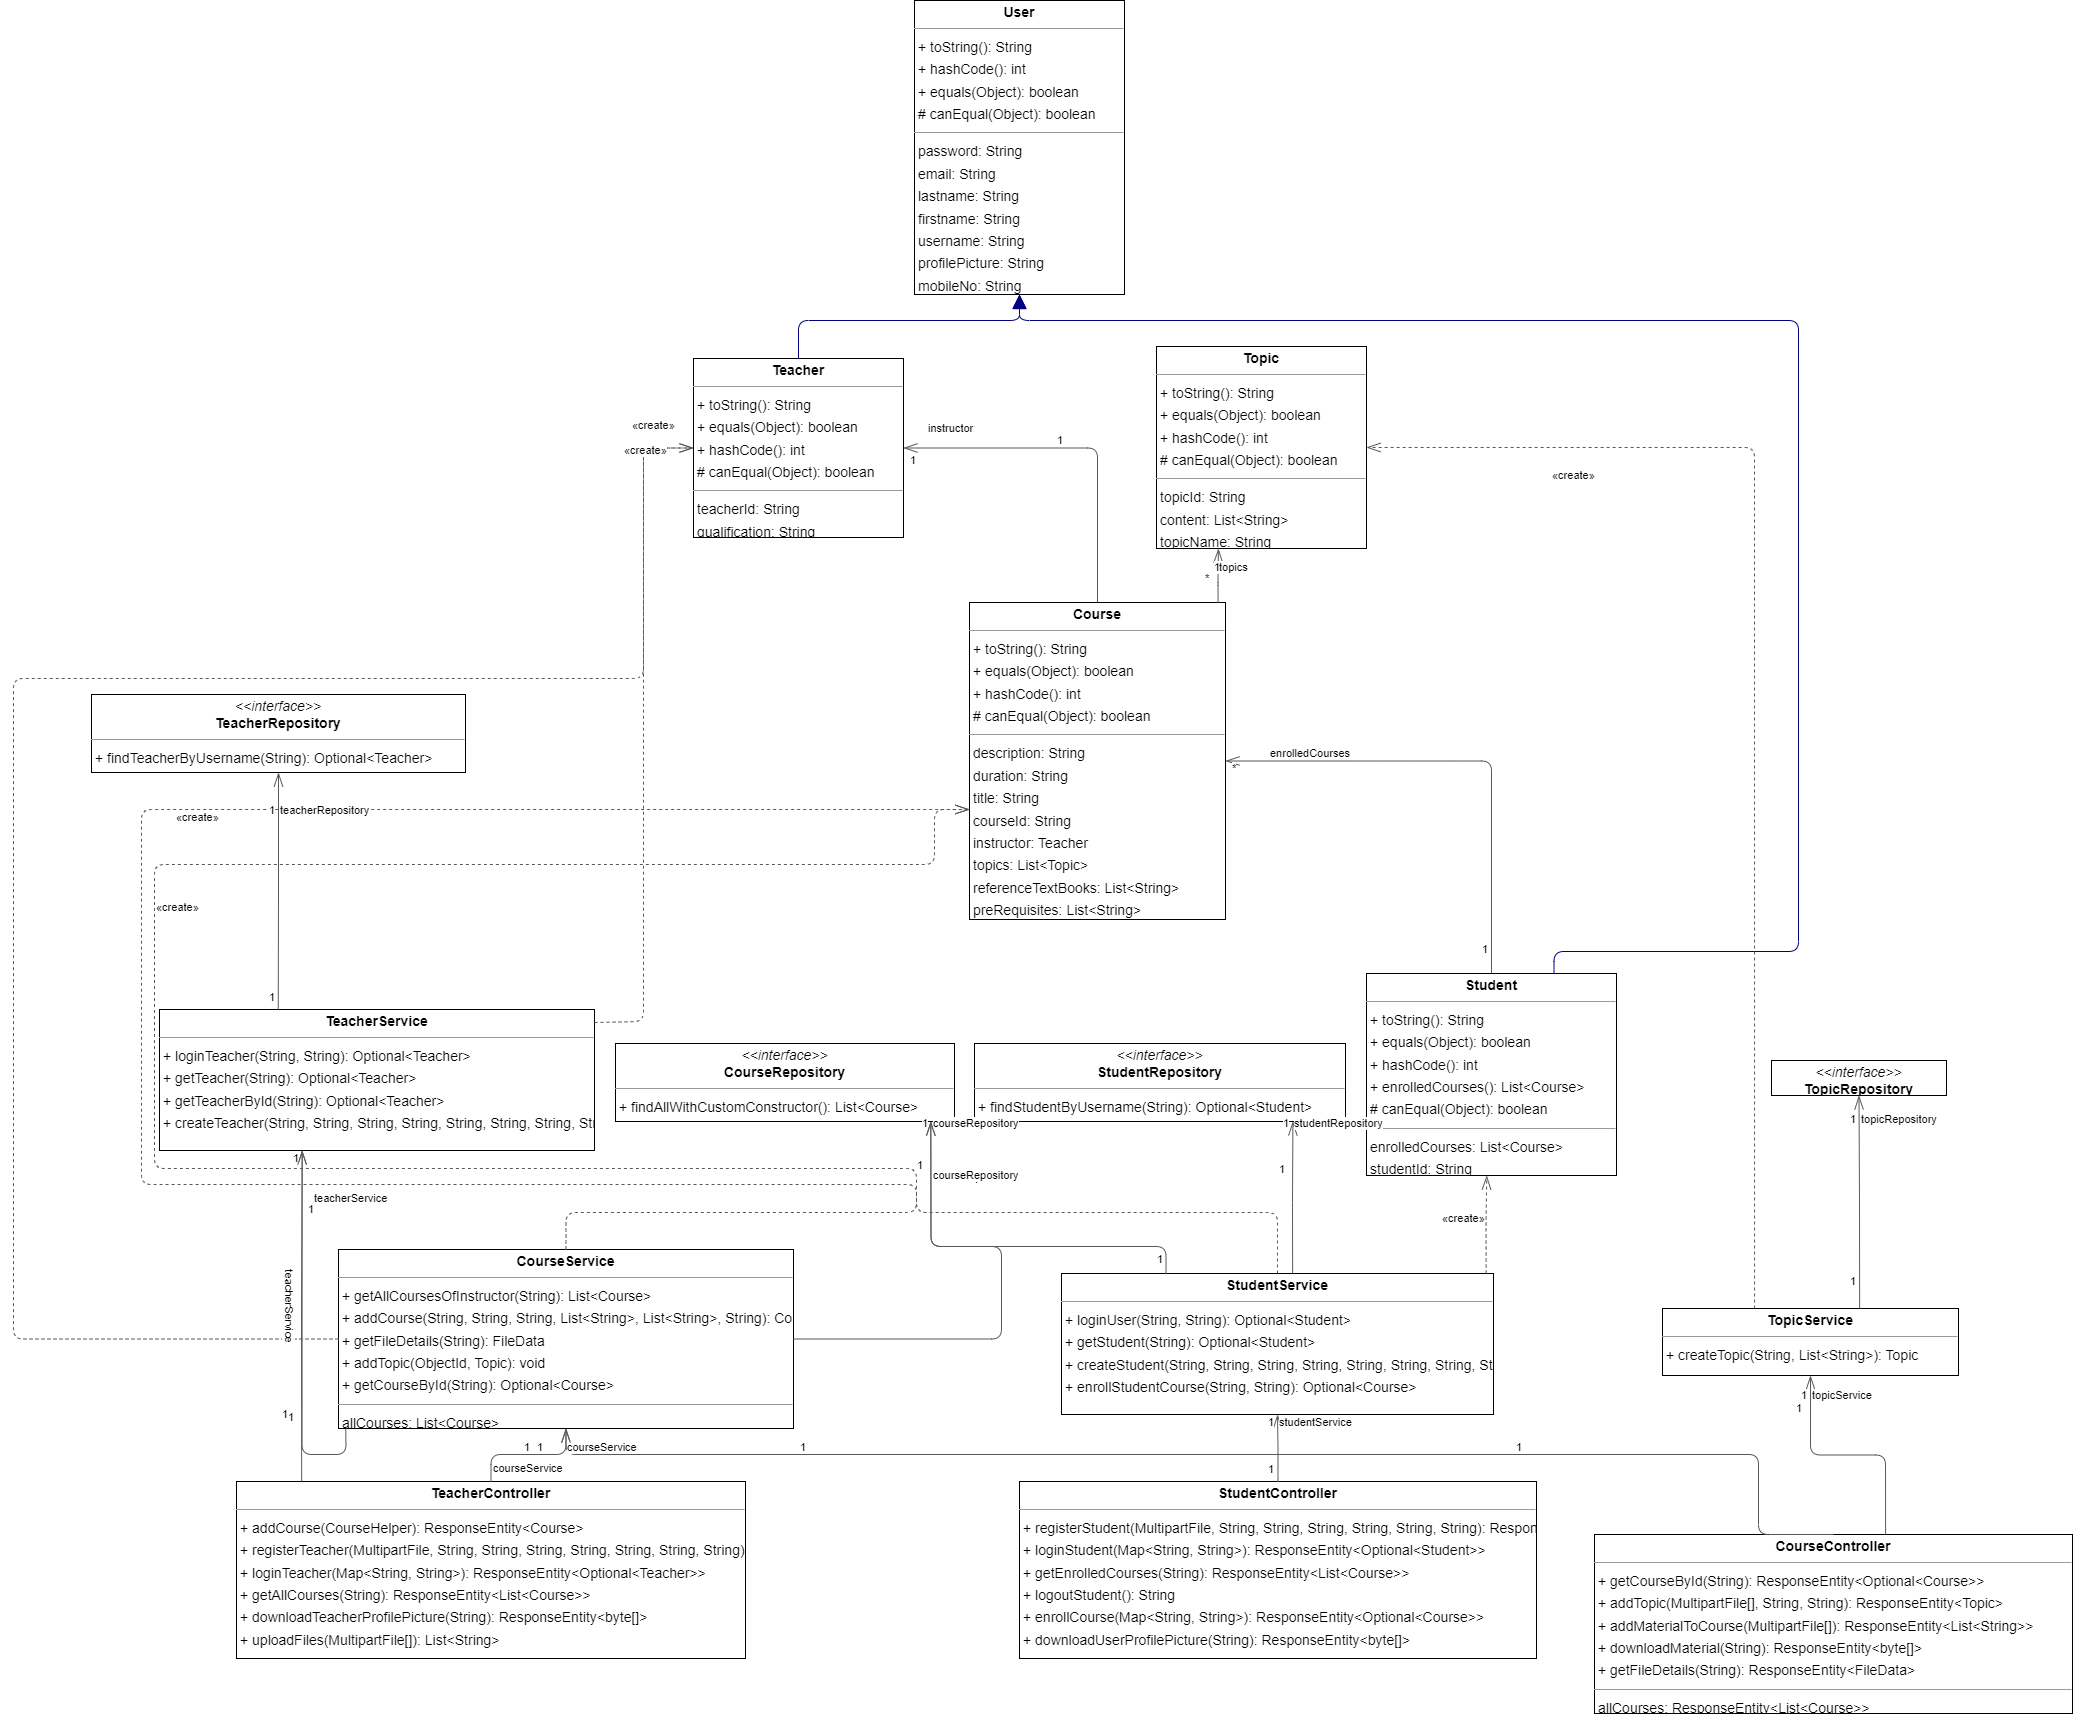 User
+ toString(): String
+ hashCode(): int
+ equals(Object): boolean
# canEqual(Object): boolean
password: String
email: String
lastname: String
firstname: String
username: String
profilePicture: String
mobileNo: String
Teacher
+ toString(): String
+ equals(Object): boolean
+ hashCode(): int
# canEqual(Object): boolean
teacherId: String
qualification: String
«create»
«create»
instructor
1
1
Topic
+ toString(): String
+ equals(Object): boolean
+ hashCode(): int
# canEqual(Object): boolean
topicId: String
content: List<String>
topicName: String
«create»
1
topics
*
Course
+ toString(): String
+ equals(Object): boolean
+ hashCode(): int
# canEqual(Object): boolean
description: String
duration: String
title: String
courseId: String
instructor: Teacher
topics: List<Topic>
referenceTextBooks: List<String>
preRequisites: List<String>
<<interface>>
TeacherRepository
+ findTeacherByUsername(String): Optional<Teacher>
1
teacherRepository
«create»
«create»
1
enrolledCourses
*
1
TeacherService
+ loginTeacher(String, String): Optional<Teacher>
+ getTeacher(String): Optional<Teacher>
+ getTeacherById(String): Optional<Teacher>
+ createTeacher(String, String, String, String, String, String, String, St
<<interface>>
CourseRepository
+ findAllWithCustomConstructor(): List<Course>
<<interface>>
StudentRepository
+ findStudentByUsername(String): Optional<Student>
Student
+ toString(): String
+ equals(Object): boolean
+ hashCode(): int
+ enrolledCourses(): List<Course>
# canEqual(Object): boolean
enrolledCourses: List<Course>
studentId: String
<<interface>>
TopicRepository
1
topicRepository
1
1
courseRepository
1
courseRepository
1
studentRepository
1
«create»
1
1
teacherService
1
teacherService
1
1
CourseService
+ getAllCoursesOfInstructor(String): List<Course>
+ addCourse(String, String, String, List<String>, List<String>, String): Co
+ getFileDetails(String): FileData
+ addTopic(ObjectId, Topic): void
+ getCourseById(String): Optional<Course>
allCourses: List<Course>
StudentService
+ loginUser(String, String): Optional<Student>
+ getStudent(String): Optional<Student>
+ createStudent(String, String, String, String, String, String, String, St
+ enrollStudentCourse(String, String): Optional<Course>
TopicService
+ createTopic(String, List<String>): Topic
1
topicService
1
1
studentService
1
1
1
courseService
courseService
1
1
TeacherController
+ addCourse(CourseHelper): ResponseEntity<Course>
+ registerTeacher(MultipartFile, String, String, String, String, String, String, String)
+ loginTeacher(Map<String, String>): ResponseEntity<Optional<Teacher>>
+ getAllCourses(String): ResponseEntity<List<Course>>
+ downloadTeacherProfilePicture(String): ResponseEntity<byte[]>
+ uploadFiles(MultipartFile[]): List<String>
StudentController
+ registerStudent(MultipartFile, String, String, String, String, String, String): Respon
+ loginStudent(Map<String, String>): ResponseEntity<Optional<Student>>
+ getEnrolledCourses(String): ResponseEntity<List<Course>>
+ logoutStudent(): String
+ enrollCourse(Map<String, String>): ResponseEntity<Optional<Course>>
+ downloadUserProfilePicture(String): ResponseEntity<byte[]>
CourseController
+ getCourseById(String): ResponseEntity<Optional<Course>>
+ addTopic(MultipartFile[], String, String): ResponseEntity<Topic>
+ addMaterialToCourse(MultipartFile[]): ResponseEntity<List<String>>
+ downloadMaterial(String): ResponseEntity<byte[]>
+ getFileDetails(String): ResponseEntity<FileData>
allCourses: ResponseEntity<List<Course>>